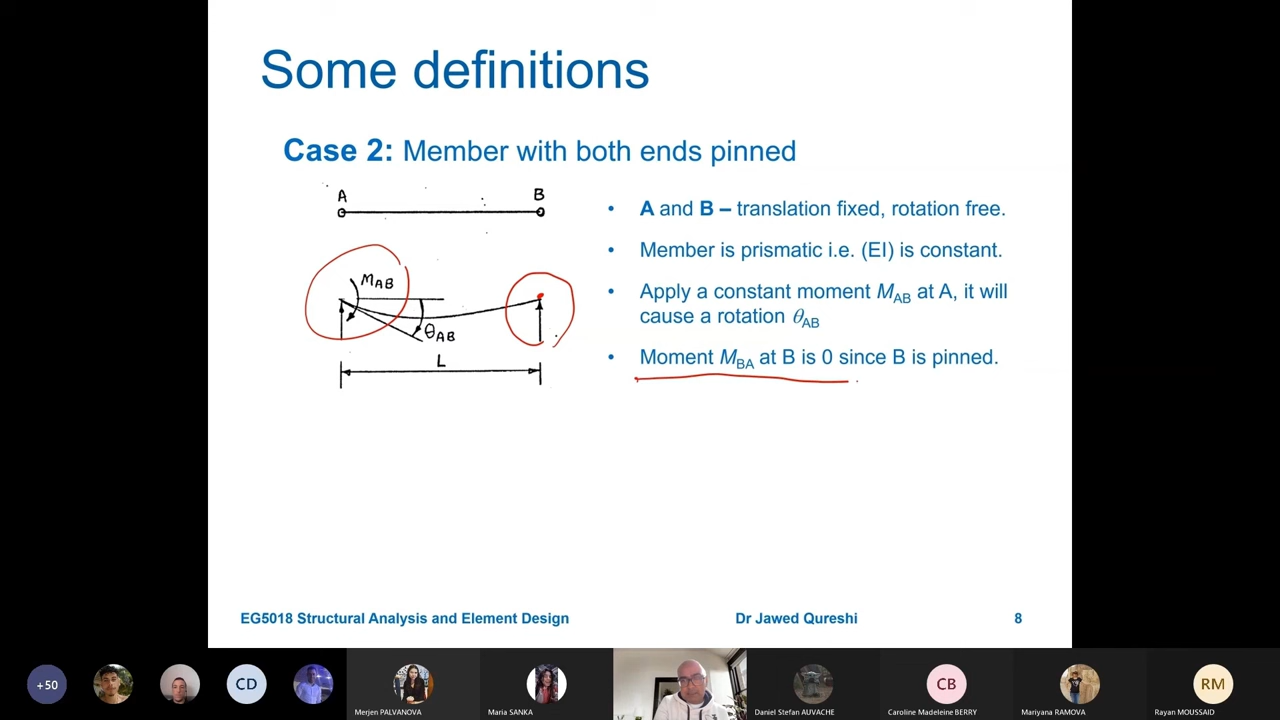 Some definitions
Case 2: Member with both ends pinned
A B
M_AB
θ_AB
L
• A and B – translation fixed, rotation free.
• Member is prismatic i.e. (EI) is constant.
• Apply a constant moment M_AB at A, it will
cause a rotation θ_AB
• Moment M_BA at B is 0 since B is pinned.
EG5018 Structural Analysis and Element Design Dr Jawed Qureshi 8
+50 CD CB RM
Merjen PALVANOVA Maria SANKA Daniel Stefan AUVACHE Caroline Madeleine BERRY Mariyana RAMOVA Rayan MOUSSAID